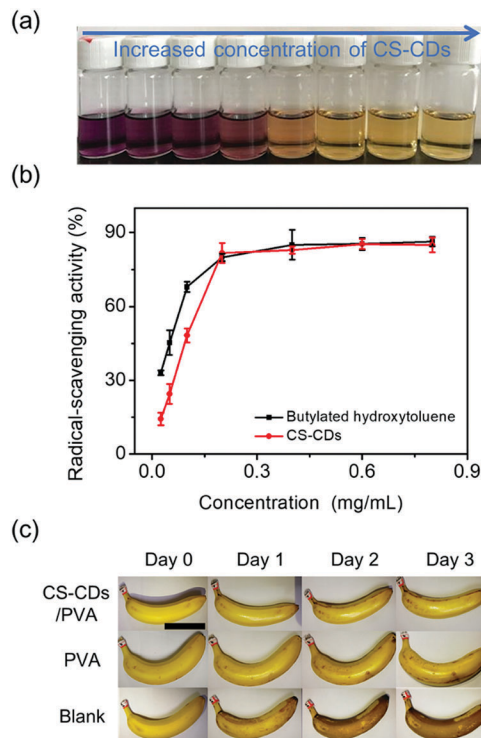 (a)
Increased concentration of CS-CDs
(b)
Radical-scavenging activity (%)
90
60
30
0
Butylated hydroxytoluene
CS-CDs
0.0 0.3 0.6 0.9
Concentration (mg/mL)
(c)
Day 0 Day 1 Day 2 Day 3
CS-CDs
/PVA
PVA
Blank